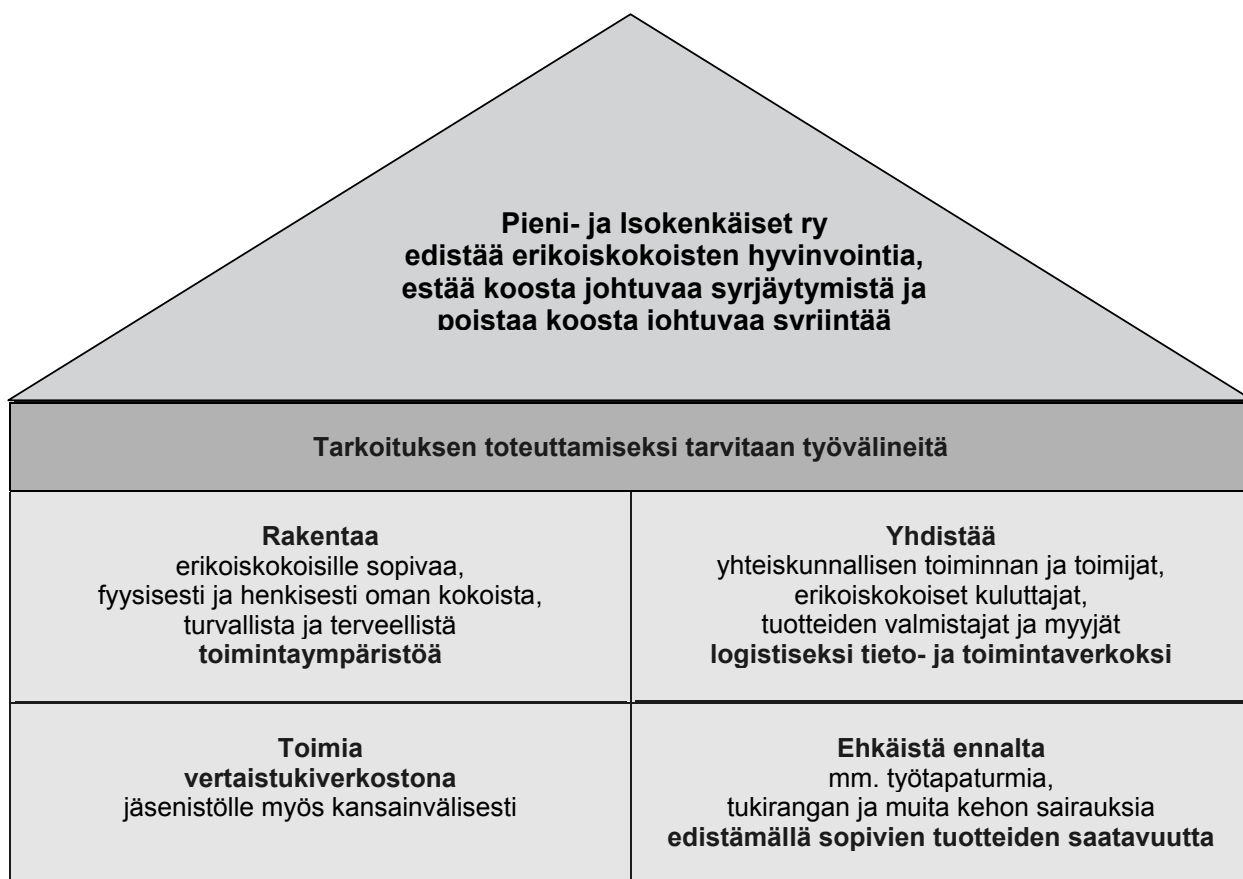 Pieni- ja Isokenkäiset ry
edistää erikoiskokoisten hyvinvointia,
estää koosta johtuvaa syrjäytymistä ja
poistaa koosta johtuvaa syrjintää
Tarkoituksen toteuttamiseksi tarvitaan työvälineitä
Rakentaa
erikoiskokoisille sopivaa,
fyysisesti ja henkisesti oman kokoista,
turvallista ja terveellistä
toimintaympäristöä
Yhdistää
yhteiskunnallisen toiminnan ja toimijat,
erikoiskokoiset kuluttajat,
tuotteiden valmistajat ja myyjät
logistiseksi tieto- ja toimintaverkoksi
Toimia
vertaistukiverkostona
jäsenistölle myös kansainvälisesti
Ehkäistä ennalta
mm. työtapaturmia,
tukirangan ja muita kehon sairauksia
edistämällä sopivien tuotteiden saatavuutta